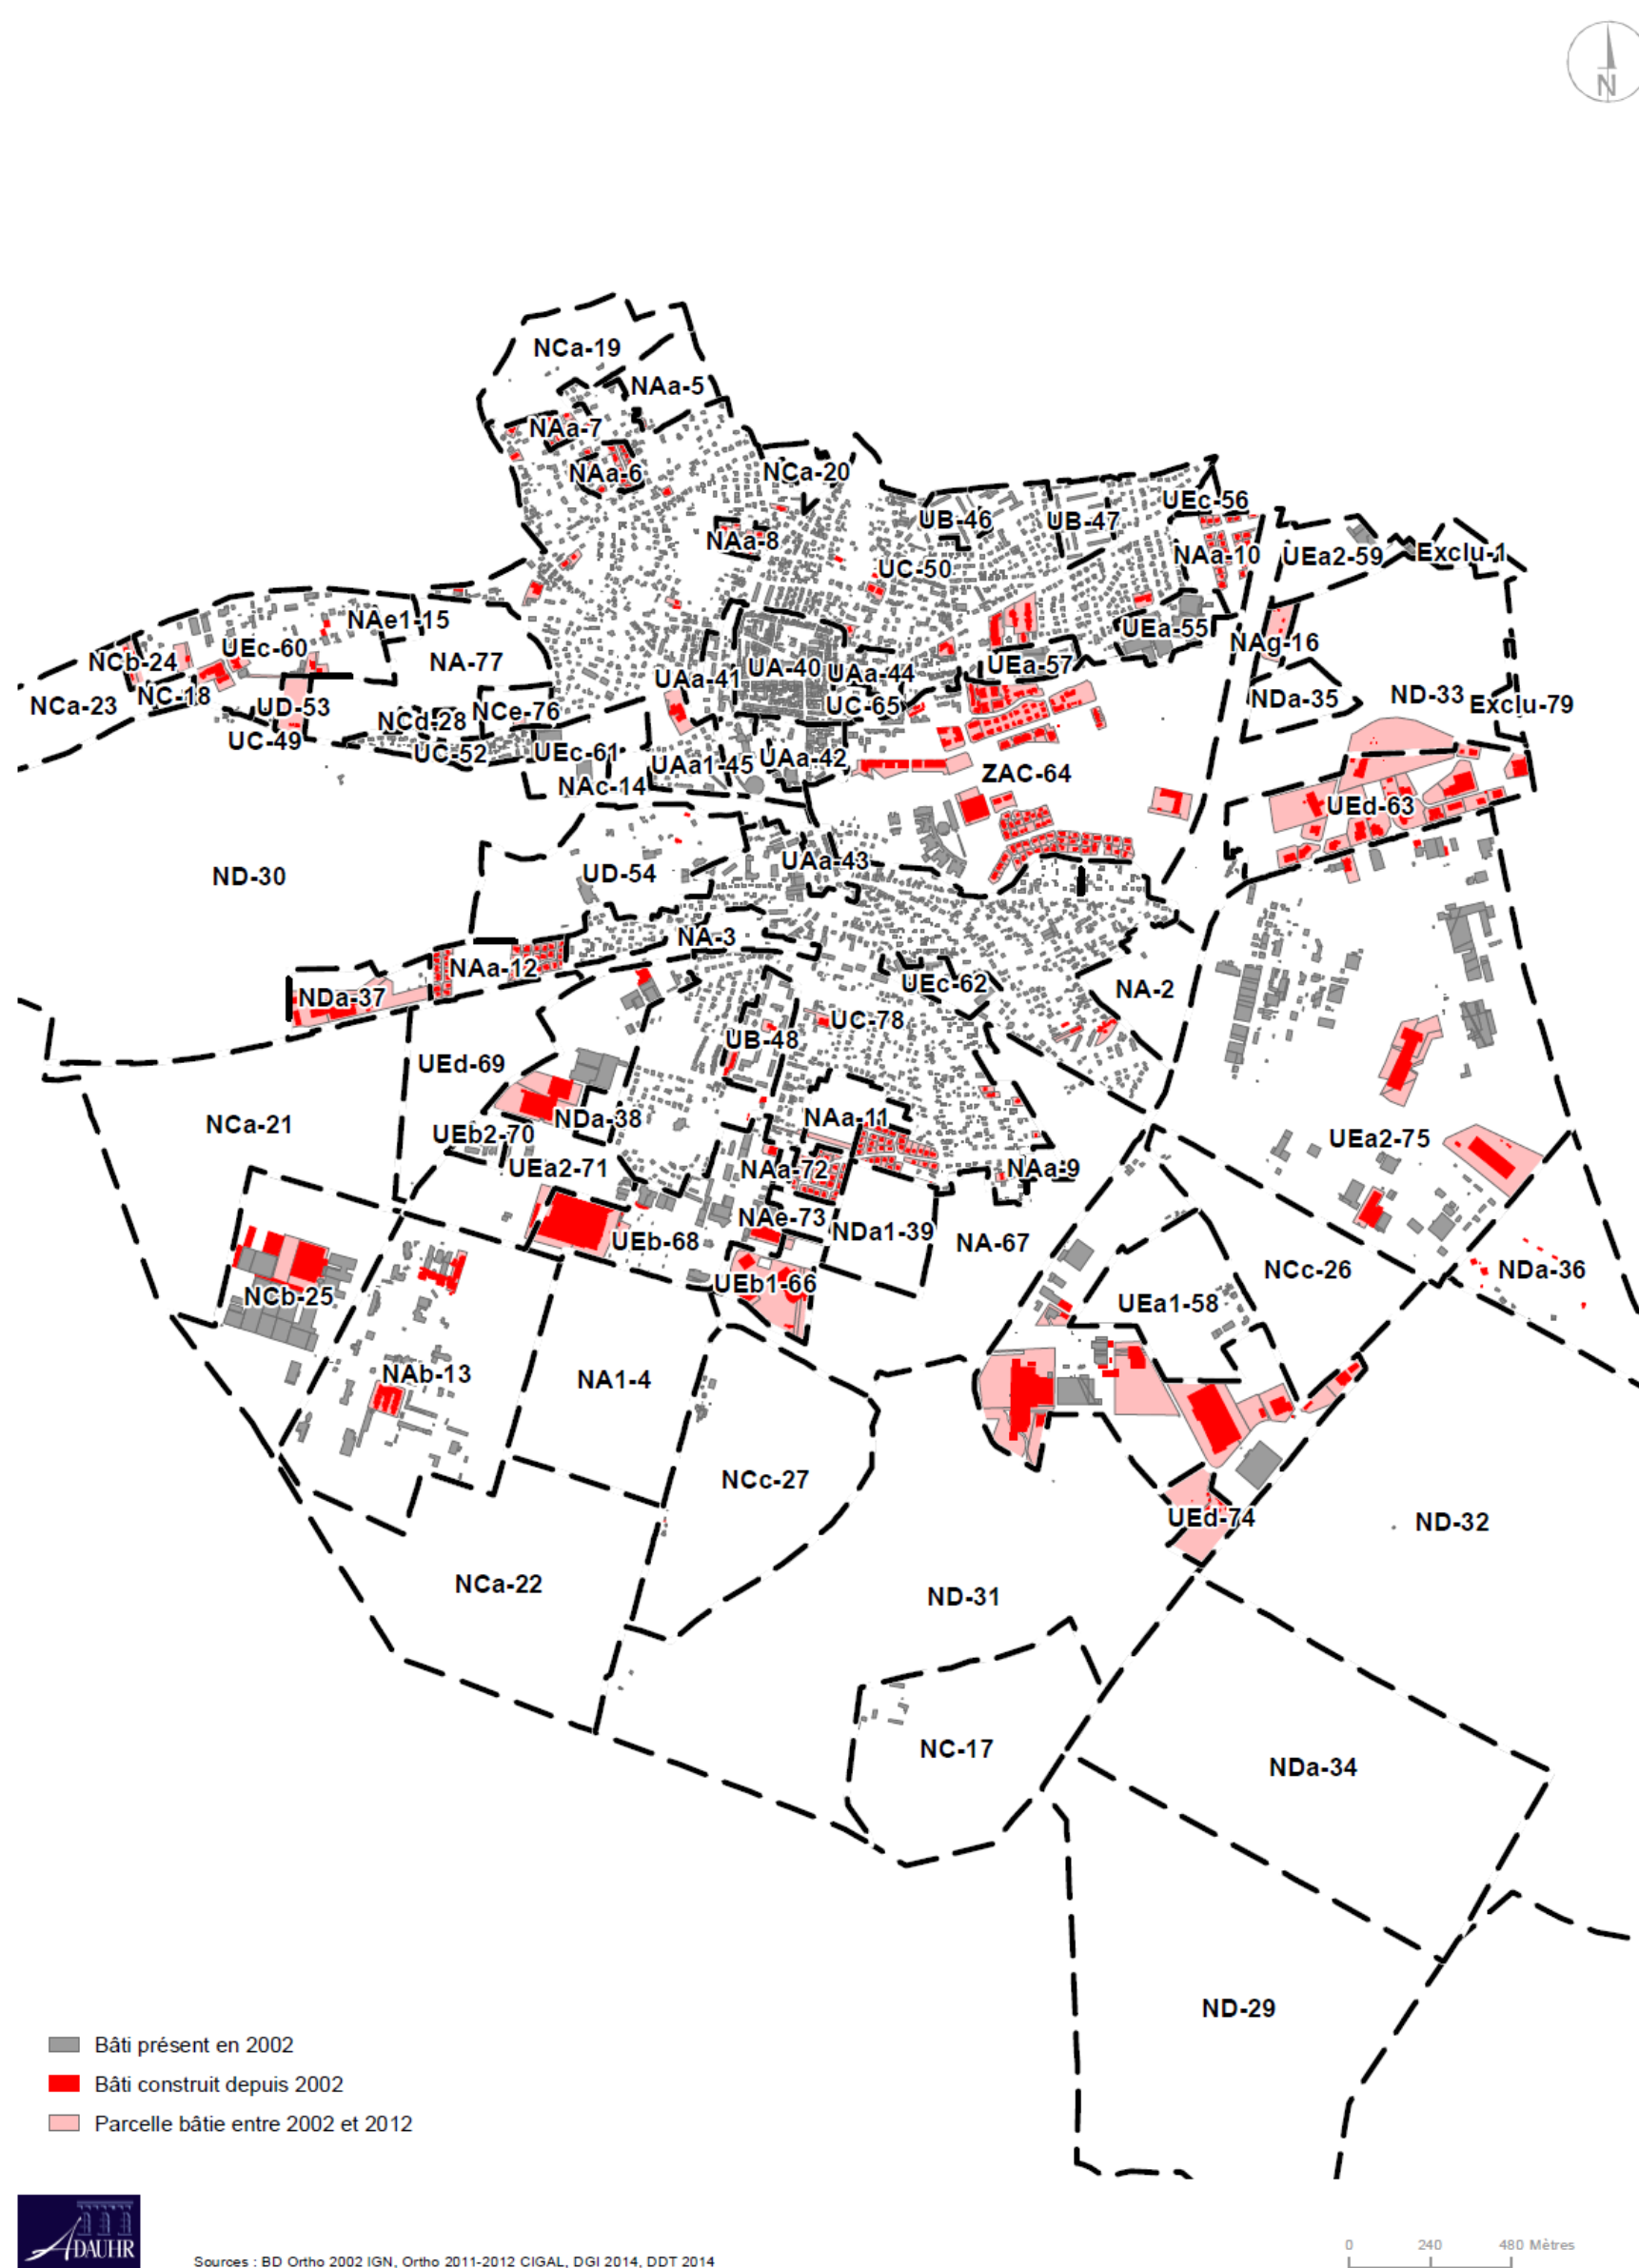 N
NCa-19
NAa-5
NAa-7
NAa-6
NCa-20
UEc-56
UB-46
UB-47
NAa-8
NAa-10
UEa2-59
Exclu-1
UC-50
NAe1-15
UEa-55
NAg-16
UEc-60
NCb-24
NA-77
UEa-57
UA-40
UAa-44
UAa-41
NC-18
NCa-23
UD-53
NDa-35
ND-33
Exclu-79
UC-65
NCd-28
NCe-76
UC-49
UC-52
UEc-61
UAa1-45
UAa-42
ZAC-64
NAc-14
UEd-63
UAa-43
UD-54
ND-30
NA-3
NAa-12
UEc-62
NA-2
NDa-37
UC-78
UB-48
UEd-69
NDa-38
NAa-11
NCa-21
UEb2-70
UEa2-75
UEa2-71
NAa-72
NAa-9
NAe-73
NDa1-39
UEb-68
NA-67
NCc-26
NDa-36
UEb1-66
NCb-25
UEa1-58
NAb-13
NA1-4
NCc-27
UEd-74
ND-32
NCa-22
ND-31
NC-17
NDa-34
ND-29
Bâti présent en 2002
Bâti construit depuis 2002
Parcelle bâtie entre 2002 et 2012
ADAUHR
Sources : BD Ortho 2002 IGN, Ortho 2011-2012 CIGAL, DGI 2014, DDT 2014
0 240 480 Mètres